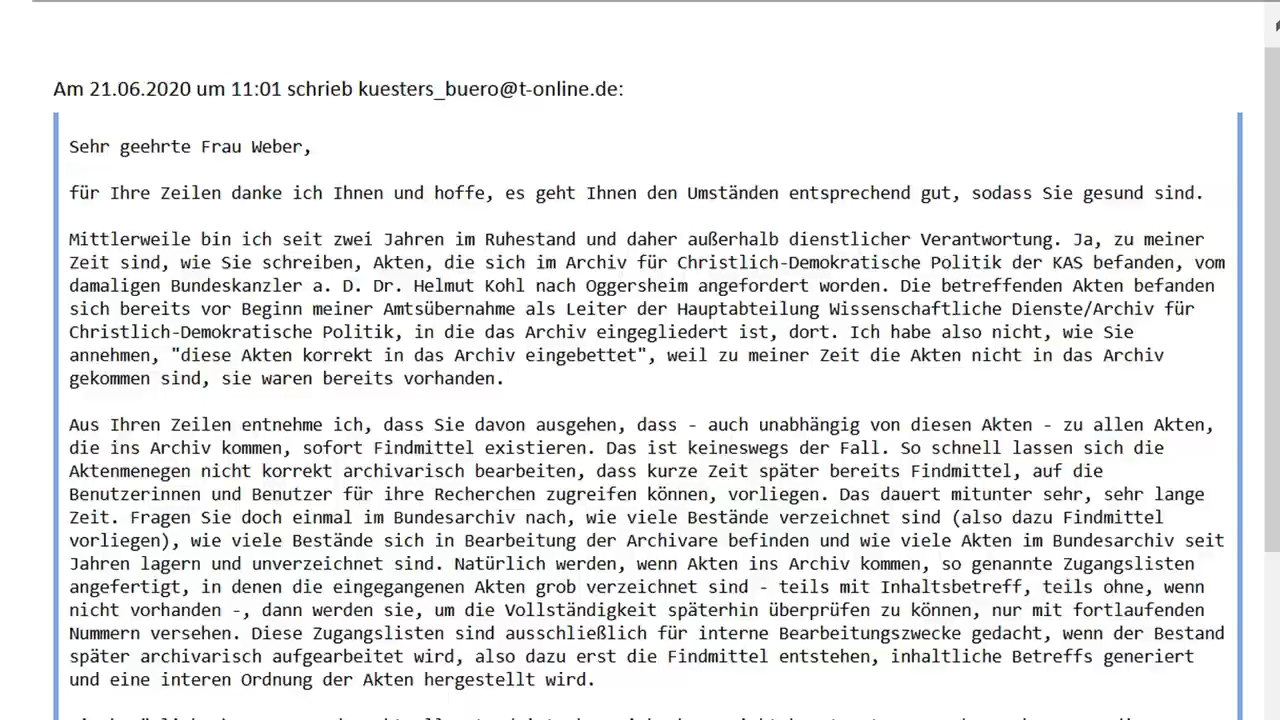 Am 21.06.2020 um 11:01 schrieb kuesters_buero@t-online.de:
Sehr geehrte Frau Weber,
für Ihre Zeilen danke ich Ihnen und hoffe, es geht Ihnen den Umständen entsprechend gut, sodass Sie gesund sind.
Mittlerweile bin ich seit zwei Jahren im Ruhestand und daher außerhalb dienstlicher Verantwortung. Ja, zu meiner
Zeit sind, wie Sie schreiben, Akten, die sich im Archiv für Christlich-Demokratische Politik der KAS befanden, vom
damaligen Bundeskanzler a. D. Dr. Helmut Kohl nach Oggersheim angefordert worden. Die betreffenden Akten befanden
sich bereits vor Beginn meiner Amtsübernahme als Leiter der Hauptabteilung Wissenschaftliche Dienste/Archiv für
Christlich-Demokratische Politik, in die das Archiv eingegliedert ist, dort. Ich habe also nicht, wie Sie
annehmen, "diese Akten korrekt in das Archiv eingebettet", weil zu meiner Zeit die Akten nicht in das Archiv
gekommen sind, sie waren bereits vorhanden.
Aus Ihren Zeilen entnehme ich, dass Sie davon ausgehen, dass - auch unabhängig von diesen Akten - zu allen Akten,
die ins Archiv kommen, sofort Findmittel existieren. Das ist keineswegs der Fall. So schnell lassen sich die
Aktenmenegen nicht korrekt archivarisch bearbeiten, dass kurze Zeit später bereits Findmittel, auf die
Benutzerinnen und Benutzer für ihre Recherchen zugreifen können, vorliegen. Das dauert mitunter sehr, sehr lange
Zeit. Fragen Sie doch einmal im Bundesarchiv nach, wie viele Bestände verzeichnet sind (also dazu Findmittel
vorliegen), wie viele Bestände sich in Bearbeitung der Archivare befinden und wie viele Akten im Bundesarchiv seit
Jahren lagern und unverzeichnet sind. Natürlich werden, wenn Akten ins Archiv kommen, so genannte Zugangslisten
angefertigt, in denen die eingegangenen Akten grob verzeichnet sind - teils mit Inhaltsbetreff, teils ohne, wenn
nicht vorhanden -, dann werden sie, um die Vollständigkeit späterhin überprüfen zu können, nur mit fortlaufenden
Nummern versehen. Diese Zugangslisten sind ausschließlich für interne Bearbeitungszwecke gedacht, wenn der Bestand
später archivarisch aufgearbeitet wird, also dazu erst die Findmittel entstehen, inhaltliche Betreffs generiert
und eine interen Ordnung der Akten hergestellt wird.